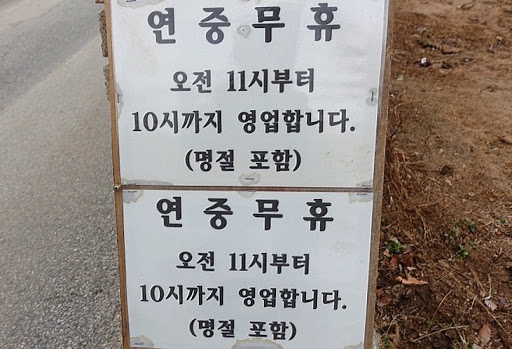 연중무휴
오전 11시부터
10시까지 영업합니다.
(명절 포함)
연중무휴
오전 11시부터
10시까지 영업합니다.
(명절 포함)